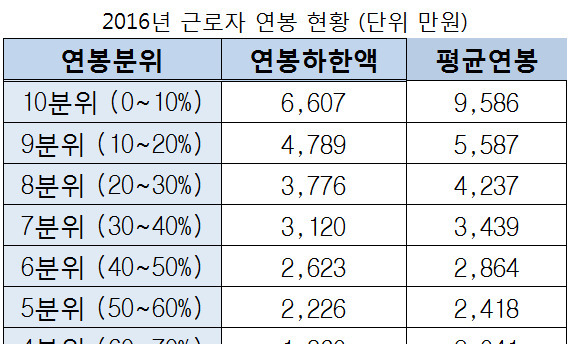 2016년 근로자 연봉 현황 (단위 만원)
연봉분위 연봉하한액 평균연봉
10분위 (0~10%) 6,607 9,586
9분위 (10~20%) 4,789 5,587
8분위 (20~30%) 3,776 4,237
7분위 (30~40%) 3,120 3,439
6분위 (40~50%) 2,623 2,864
5분위 (50~60%) 2,226 2,418